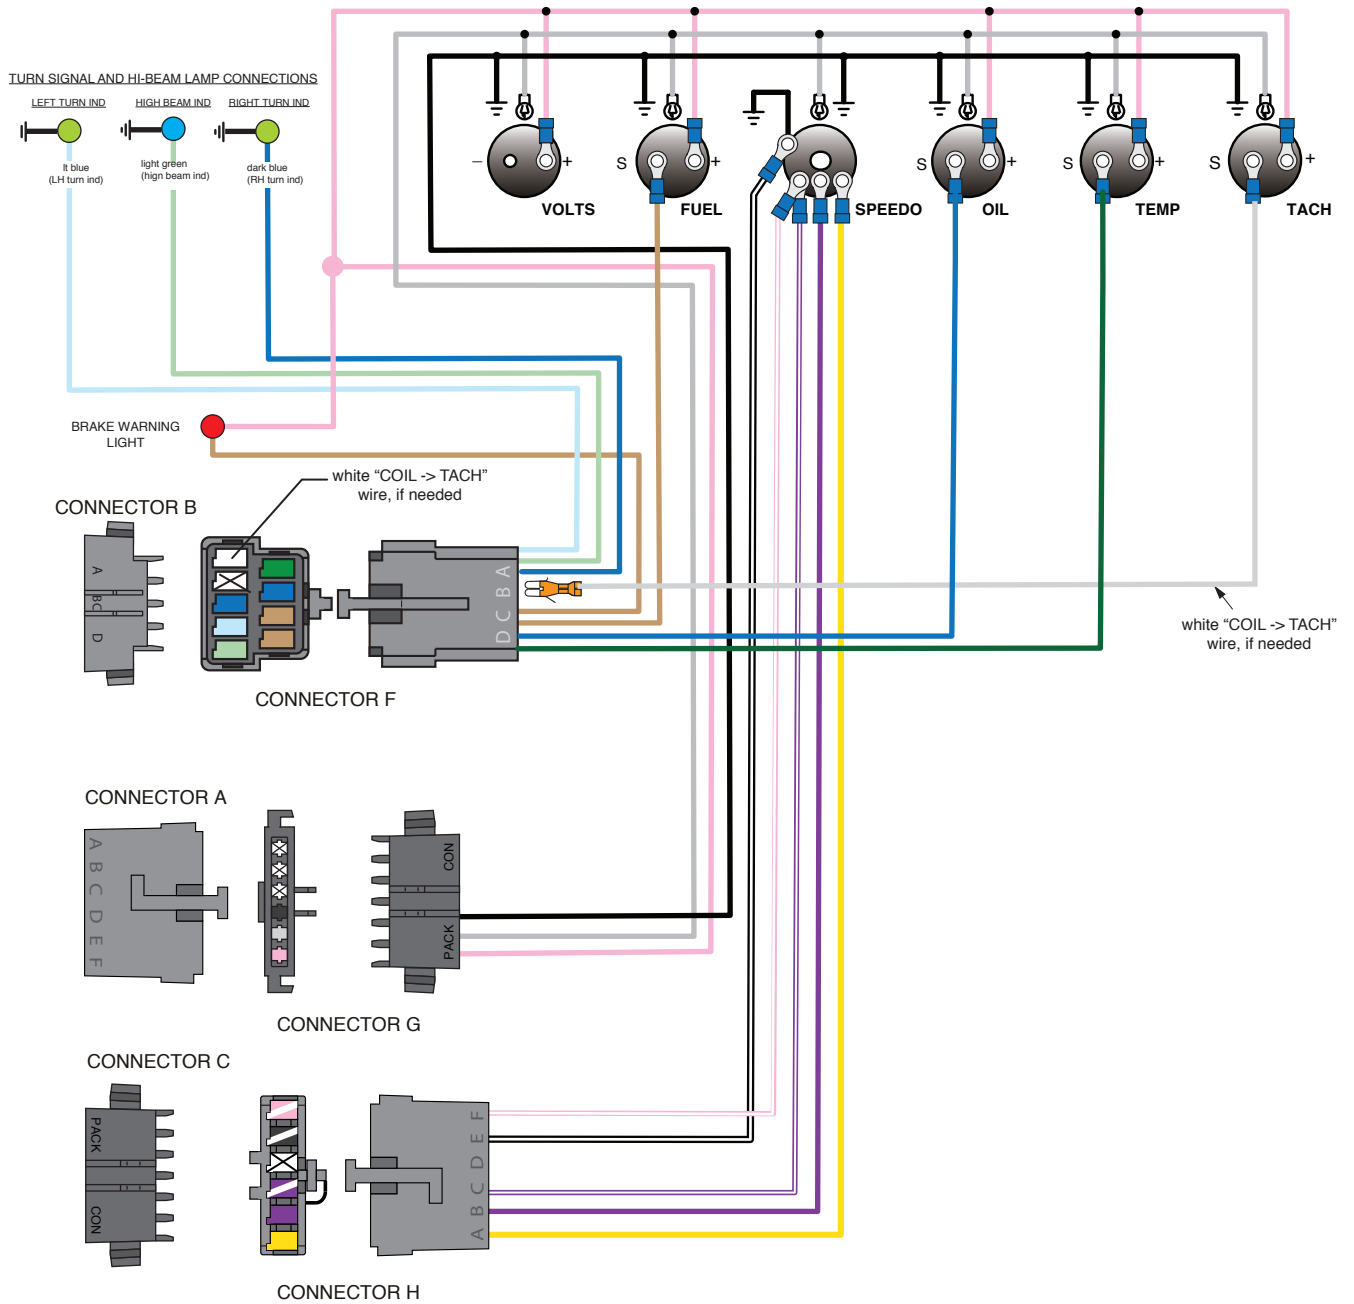 TURN SIGNAL AND HI-BEAM LAMP CONNECTIONS
LEFT TURN IND
HIGH BEAM IND
RIGHT TURN IND
lt blue
(LH turn ind)
light green
(hign beam ind)
dark blue
(RH turn ind)
–
+
VOLTS
S
+
FUEL
SPEEDO
S
+
OIL
S
+
TEMP
S
+
TACH
BRAKE WARNING
LIGHT
white “COIL -> TACH”
wire, if needed
CONNECTOR B
A
BC
D
D C B A
white “COIL -> TACH”
wire, if needed
CONNECTOR F
CONNECTOR A
A B C D E F
CON
PACK
CONNECTOR G
CONNECTOR C
PACK
CON
A B C D E F
CONNECTOR H